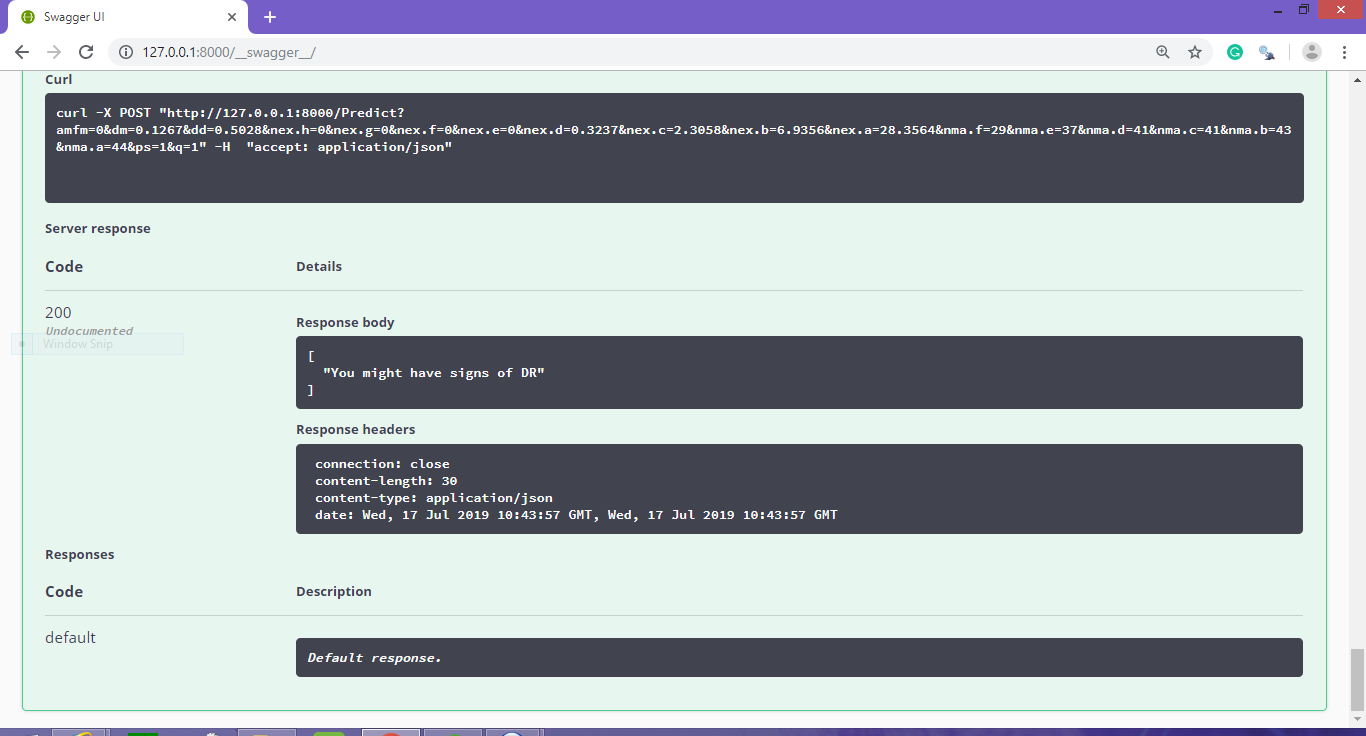 Swagger UI
127.0.0.1:8000/__swagger__/
Curl
curl -X POST "http://127.0.0.1:8000/Predict?
amfm=0&dm=0.1267&dd=0.5028&nex.h=0&nex.g=0&nex.f=0&nex.e=0&nex.d=0.3237&nex.c=2.3058&nex.b=6.9356&nex.a=28.3564&nma.f=29&nma.e=37&nma.d=41&nma.c=41&nma.b=43
&nma.a=44&ps=1&q=1" -H  "accept: application/json"
Server response
Code Details
200
Undocumented
Window Snip
Response body
[
"You might have signs of DR"
]
Response headers
connection: close
content-length: 30
content-type: application/json
date: Wed, 17 Jul 2019 10:43:57 GMT, Wed, 17 Jul 2019 10:43:57 GMT
Responses
Code Description
default
Default response.